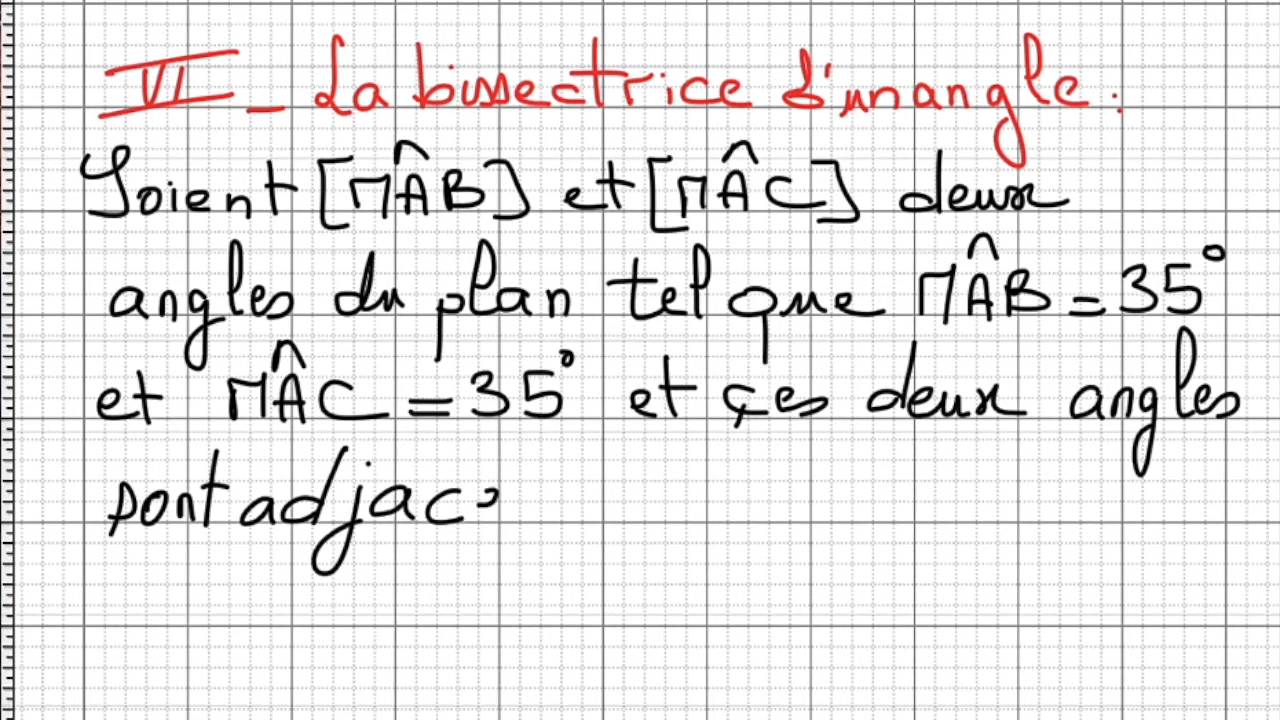 VI - La bissectrice d'un angle :
Soient [MÂB] et [MÂC] deux
angles du plan tel que MÂB = 35°
et MÂC = 35° et çes deux angles
sont adjac